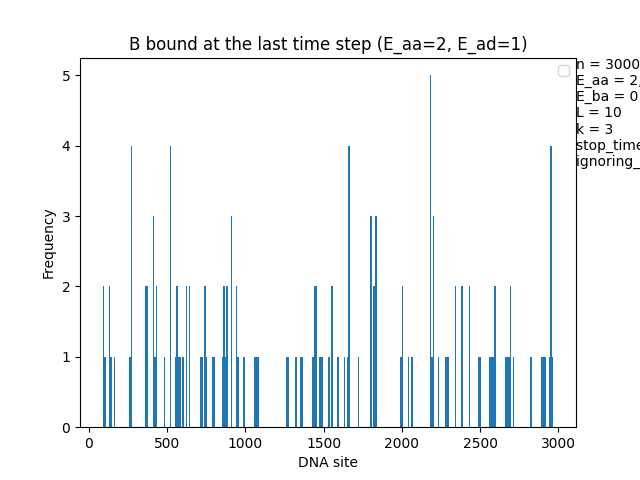 B bound at the last time step (E_aa=2, E_ad=1)
n = 3000
E_aa = 2,
E_ba = 0
L = 10
k = 3
stop_time
ignoring_
Frequency
5
4
3
2
1
0
0 500 1000 1500 2000 2500 3000
DNA site